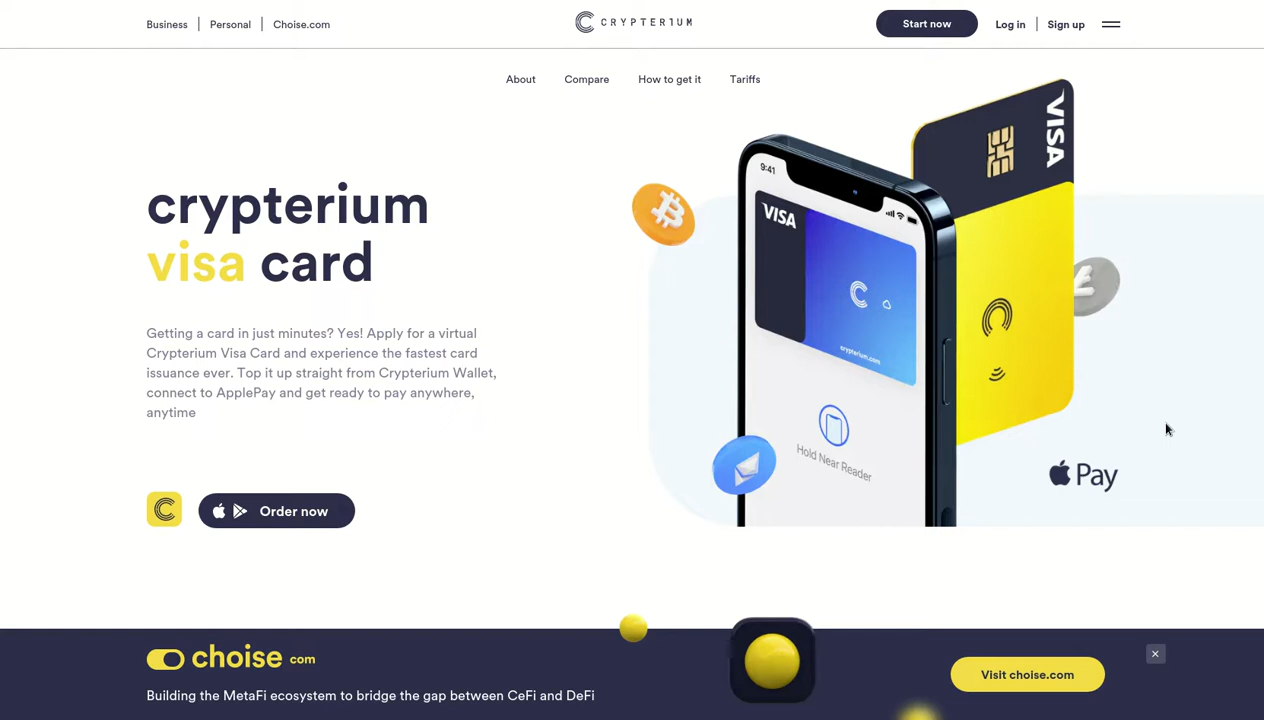 Business
Personal
Choise.com
CRYPTERIUM
Start now
Log in
Sign up
About
Compare
How to get it
Tariffs
crypterium
visa card
Getting a card in just minutes? Yes! Apply for a virtual
Crypterium Visa Card and experience the fastest card
issuance ever. Top it up straight from Crypterium Wallet,
connect to ApplePay and get ready to pay anywhere,
anytime
Order now
9:41
VISA
crypterium.com
Hold Near Reader
VISA
Pay
choise com
Building the MetaFi ecosystem to bridge the gap between CeFi and DeFi
Visit choise.com